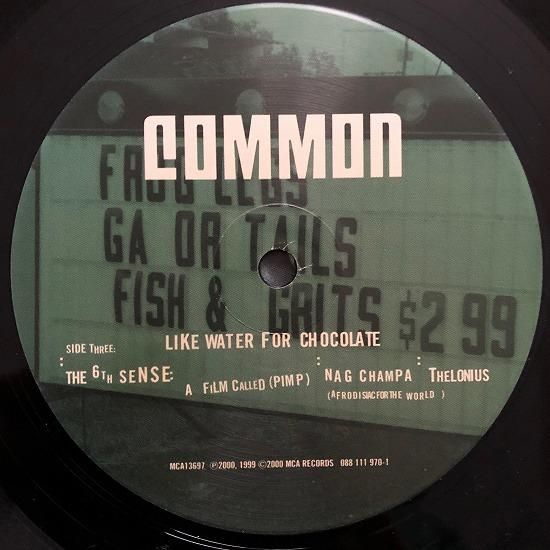 COMMON
FROG LEGS
GA OR TAILS
FISH & GRITS $2 99
LIKE WATER FOR CHOCOLATE
SIDE THREE:
: THE 6TH SENSE: A FILM CALLED (PIMP) : NAG CHAMPA : THELONIUS
(AFRODISIAC FOR THE WORLD )
MCA13697 ℗2000, 1999 ©2000 MCA RECORDS 088 111 970-1